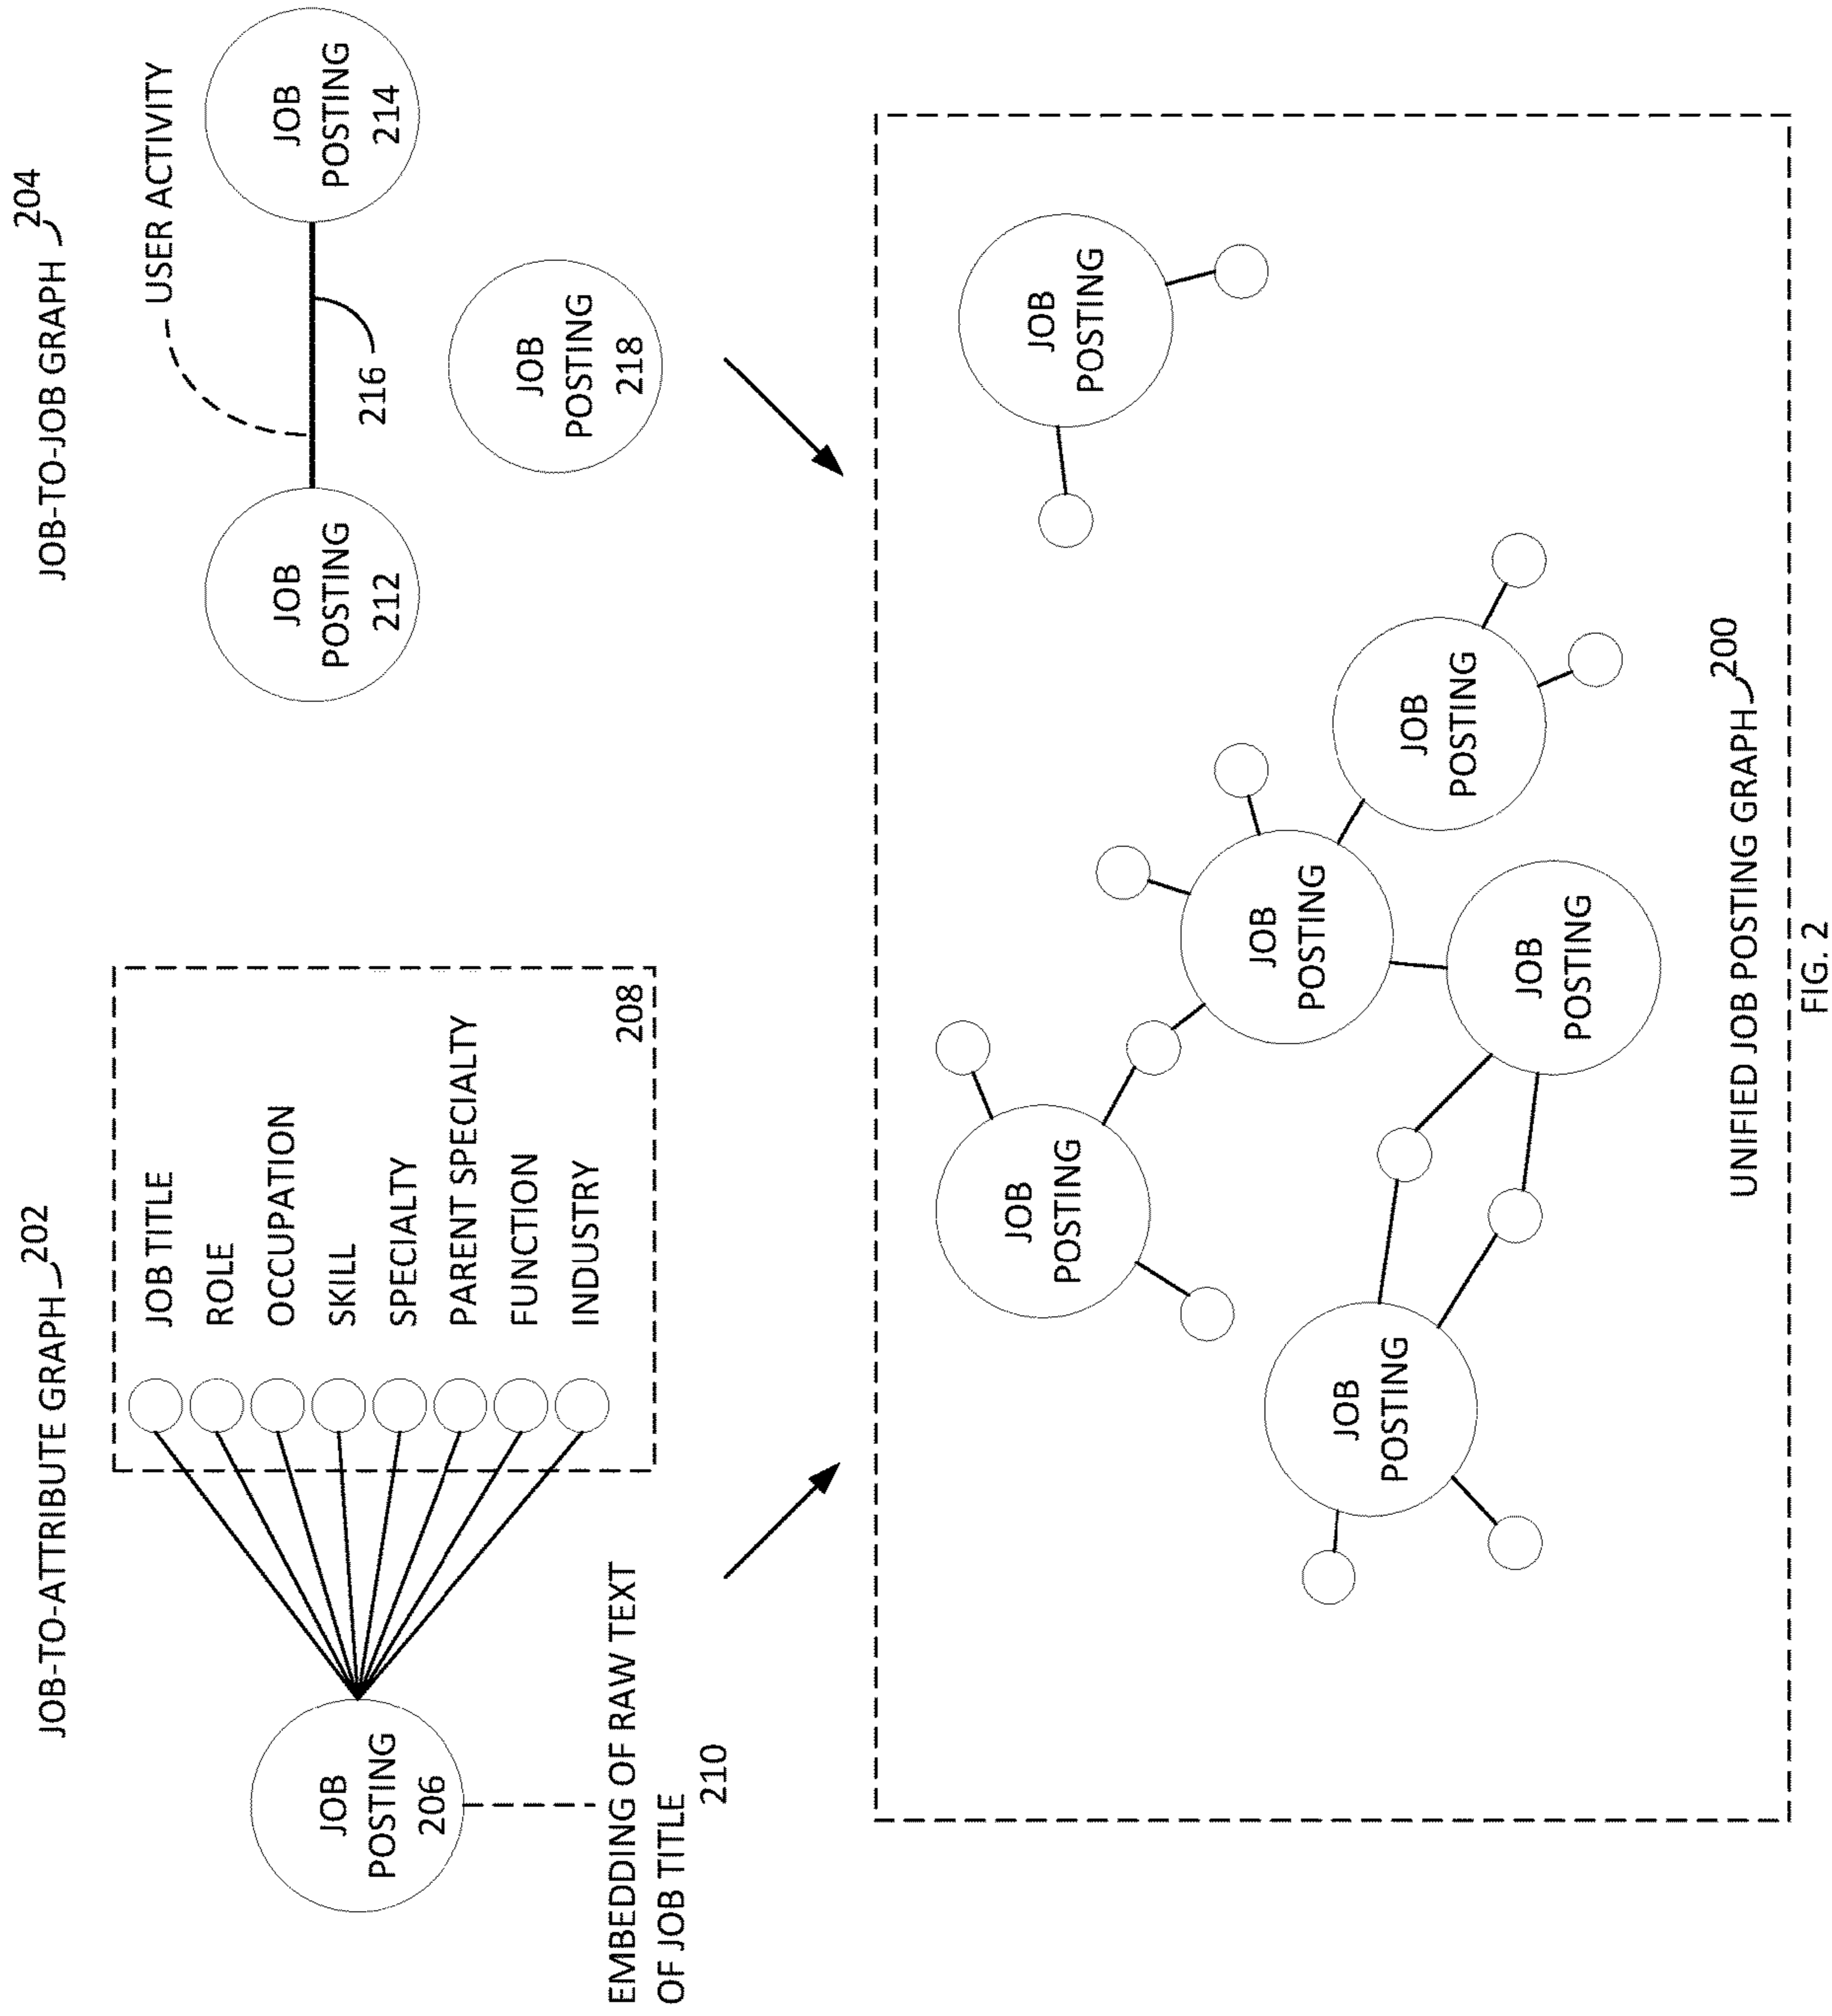 JOB-TO-ATTRIBUTE GRAPH 202
JOB POSTING 206
JOB TITLE
ROLE
OCCUPATION
SKILL
SPECIALTY
PARENT SPECIALTY
FUNCTION
INDUSTRY
208
EMBEDDING OF RAW TEXT
OF JOB TITLE
210
JOB-TO-JOB GRAPH 204
USER ACTIVITY
JOB
POSTING
212
JOB
POSTING
214
216
JOB
POSTING
218
JOB
POSTING
JOB
POSTING
JOB
POSTING
JOB
POSTING
JOB
POSTING
JOB
POSTING
UNIFIED JOB POSTING GRAPH 200
FIG. 2